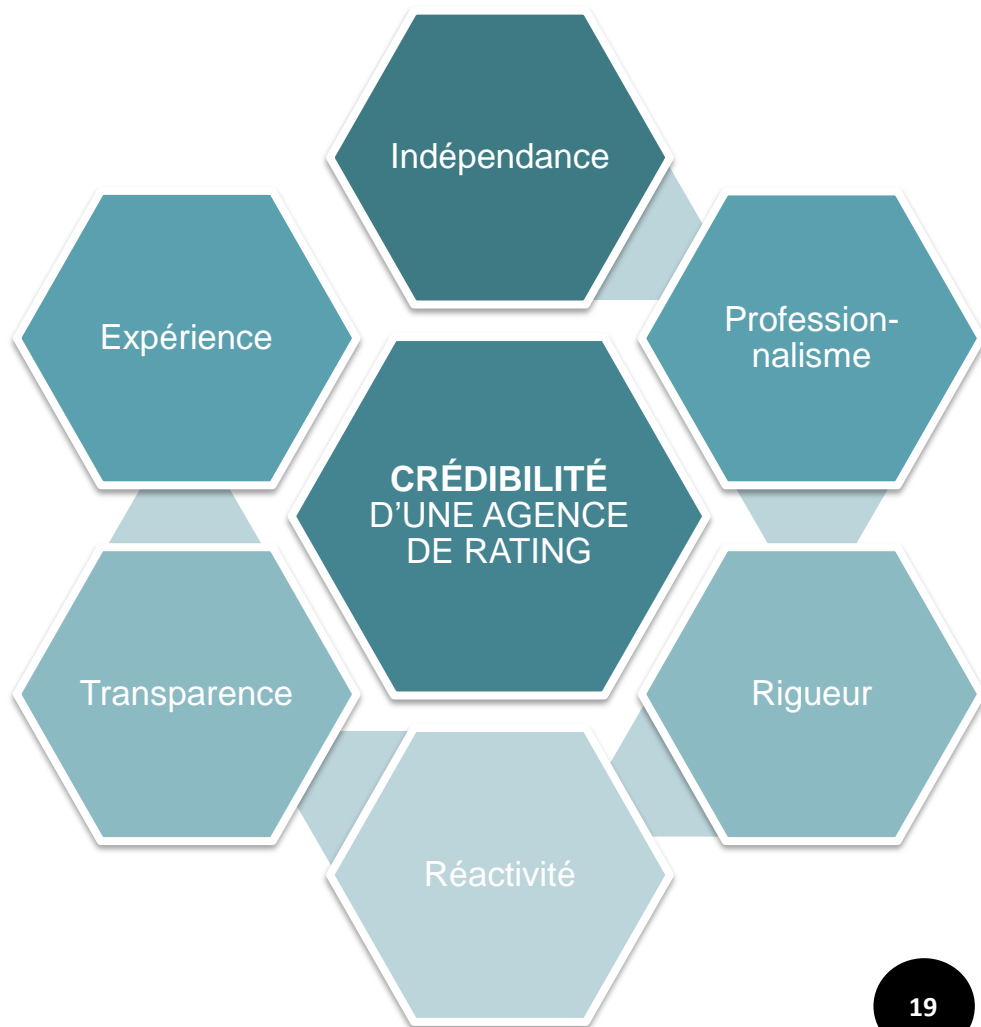 Indépendance
Expérience
Profession-
nalisme
CRÉDIBILITÉ
D’UNE AGENCE
DE RATING
Transparence
Rigueur
Réactivité
19